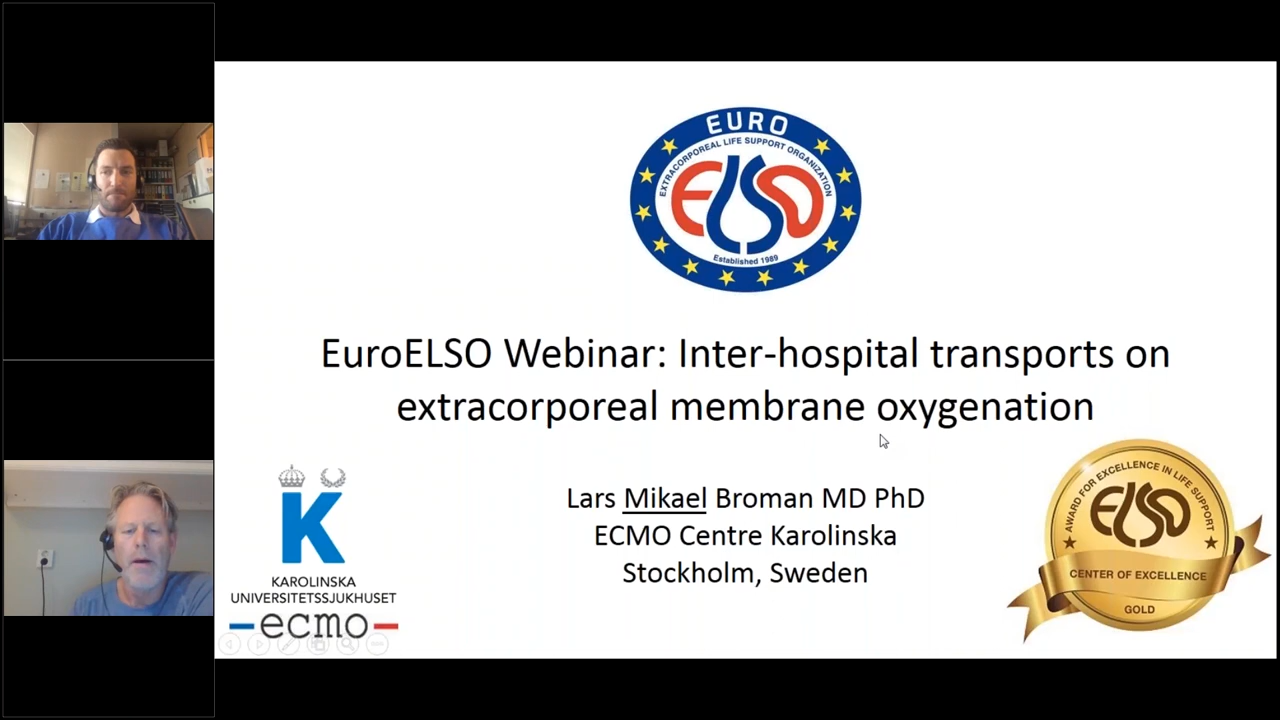 EURO
EXTRACORPOREAL LIFE SUPPORT ORGANIZATION
ELSO
Established 1989
EuroELSO Webinar: Inter-hospital transports on
extracorporeal membrane oxygenation
Lars Mikael Broman MD PhD
ECMO Centre Karolinska
Stockholm, Sweden
K
KAROLINSKA
UNIVERSITETSSJUKHUSET
ecmo
AWARD FOR EXCELLENCE IN LIFE SUPPORT
ELSO
CENTER OF EXCELLENCE
GOLD